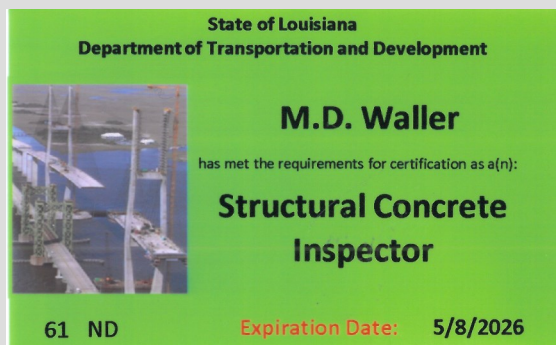 State of Louisiana
Department of Transportation and Development
M.D. Waller
has met the requirements for certification as a(n):
Structural Concrete
Inspector
61 ND
Expiration Date: 5/8/2026